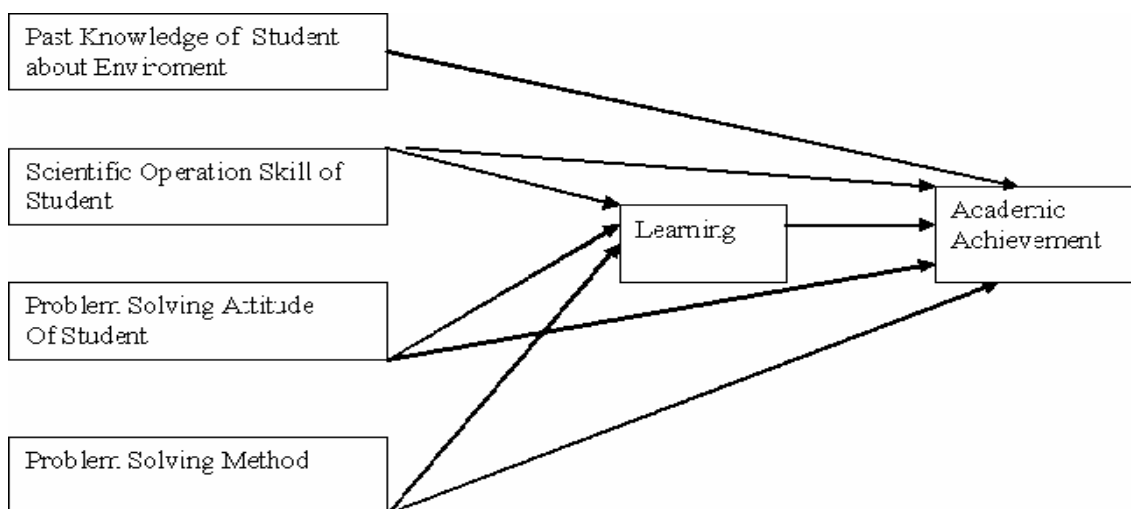 Past Knowledge of Student
about Enviroment
Scientific Operation Skill of
Student
Learning
Academic
Achievement
Problem Solving Attitude
Of Student
Problem Solving Method